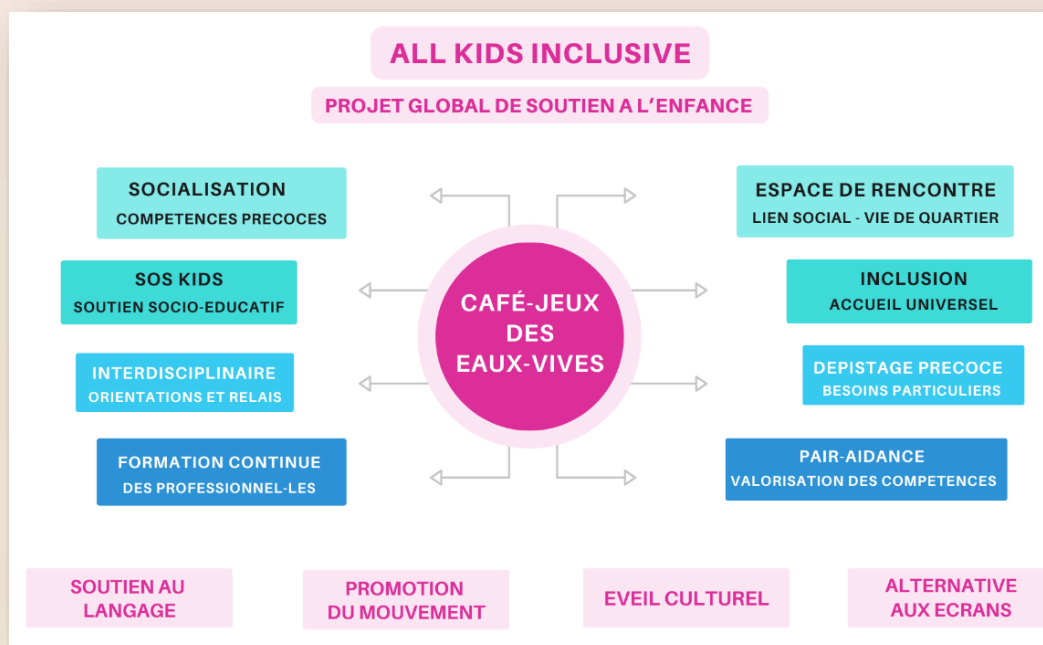 ALL KIDS INCLUSIVE
PROJET GLOBAL DE SOUTIEN A L'ENFANCE
SOCIALISATION
COMPETENCES PRECOCES
SOS KIDS
SOUTIEN SOCIO-EDUCATIF
INTERDISCIPLINAIRE
ORIENTATIONS ET RELAIS
FORMATION CONTINUE
DES PROFESSIONNEL-LES
CAFÉ-JEUX
DES
EAUX-VIVES
ESPACE DE RENCONTRE
LIEN SOCIAL - VIE DE QUARTIER
INCLUSION
ACCUEIL UNIVERSEL
DEPISTAGE PRECOCE
BESOINS PARTICULIERS
PAIR-AIDANCE
VALORISATION DES COMPETENCES
SOUTIEN AU
LANGAGE
PROMOTION
DU MOUVEMENT
EVEIL CULTUREL
ALTERNATIVE
AUX ECRANS